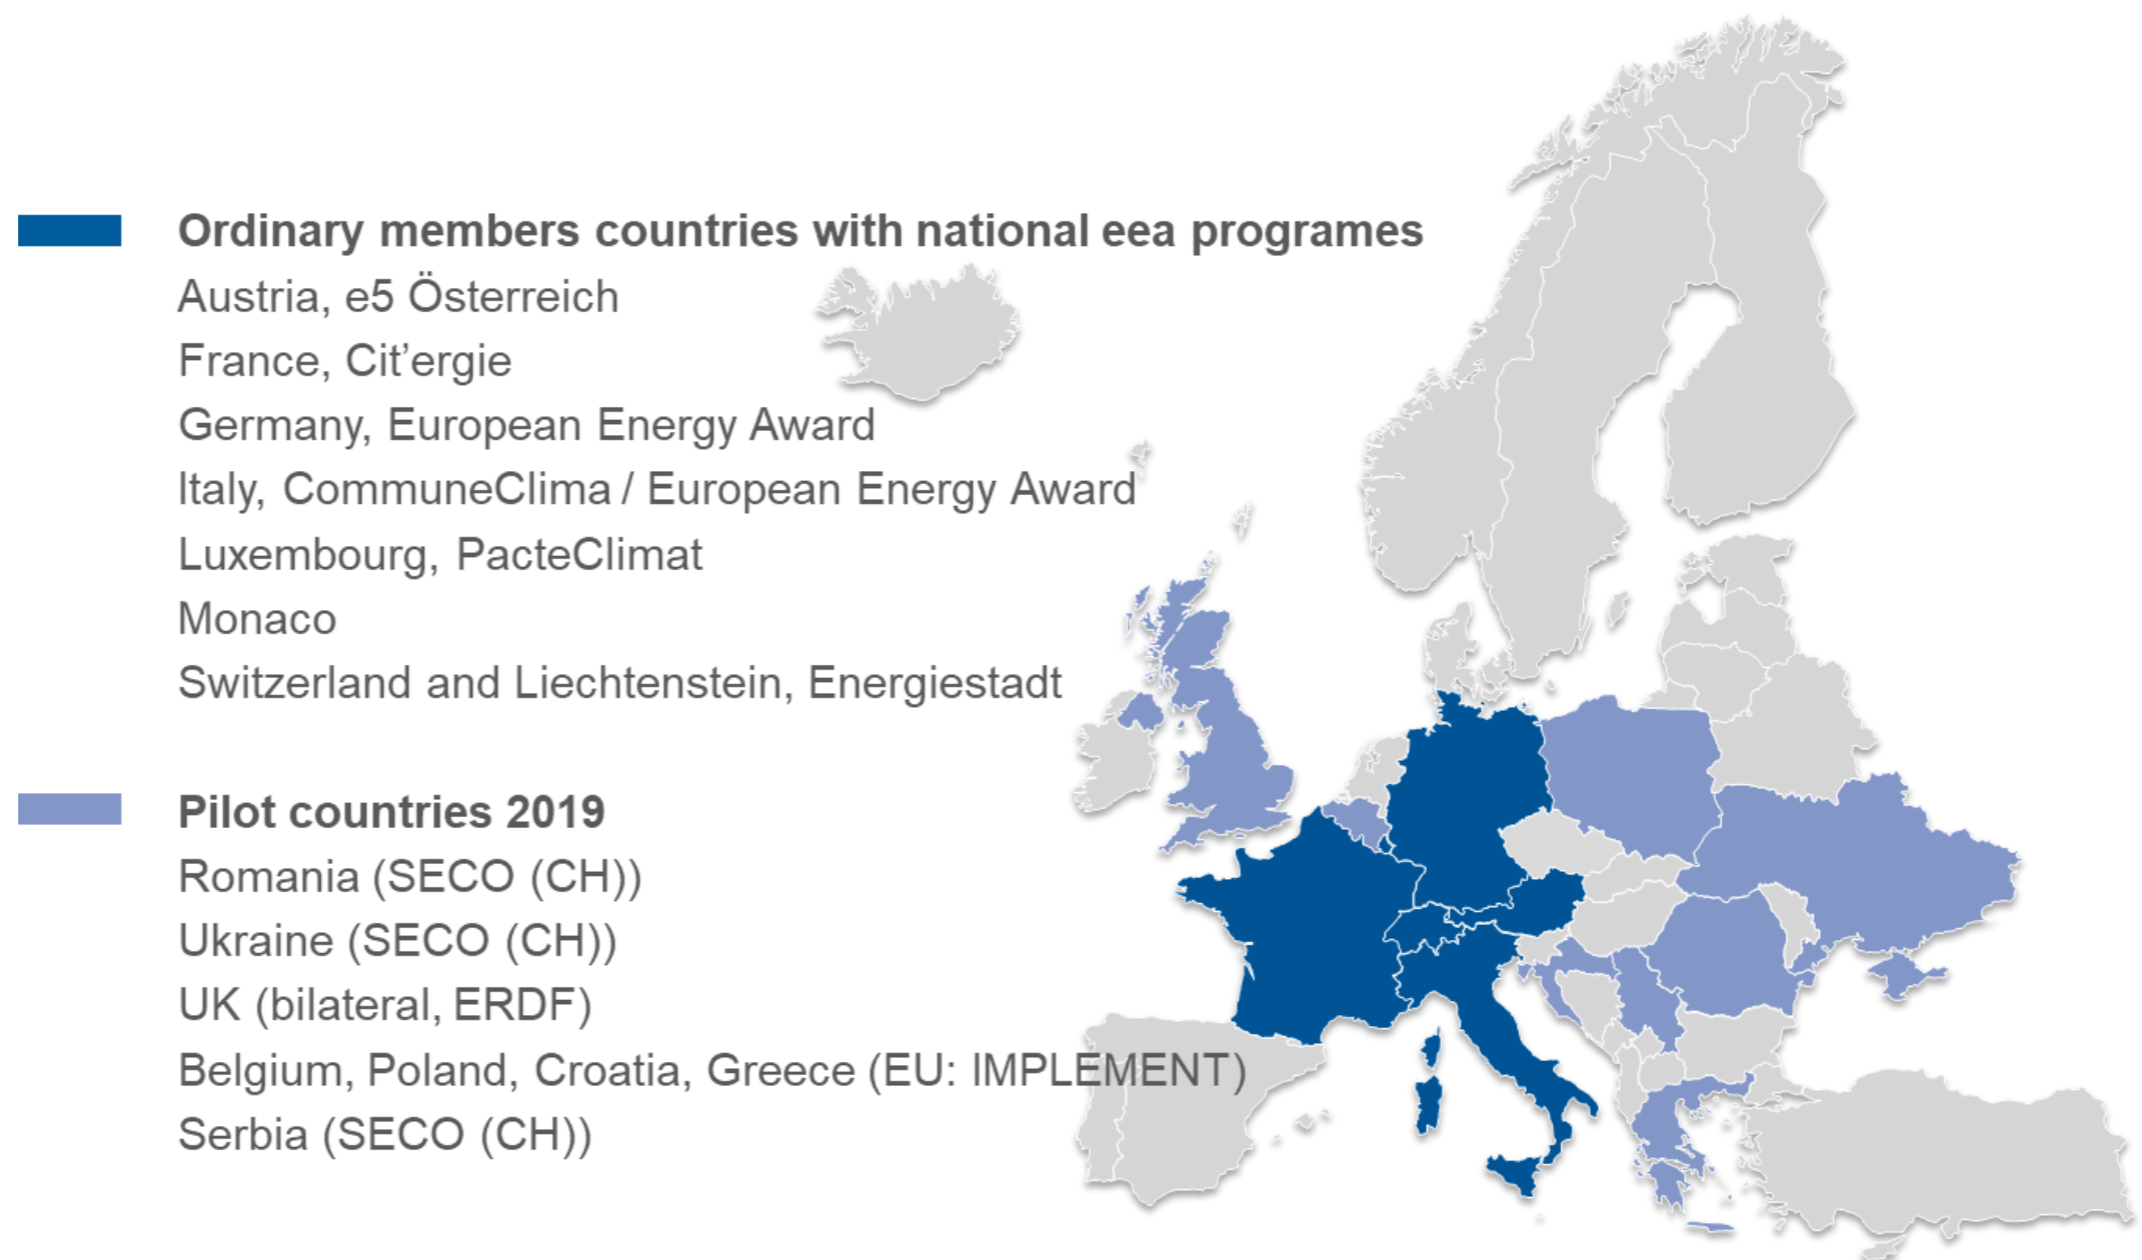 Ordinary members countries with national eea programes
Austria, e5 Österreich
France, Cit’ergie
Germany, European Energy Award
Italy, CommuneClima / European Energy Award
Luxembourg, PacteClimat
Monaco
Switzerland and Liechtenstein, Energiestadt
Pilot countries 2019
Romania (SECO (CH))
Ukraine (SECO (CH))
UK (bilateral, ERDF)
Belgium, Poland, Croatia, Greece (EU: IMPLEMENT)
Serbia (SECO (CH))